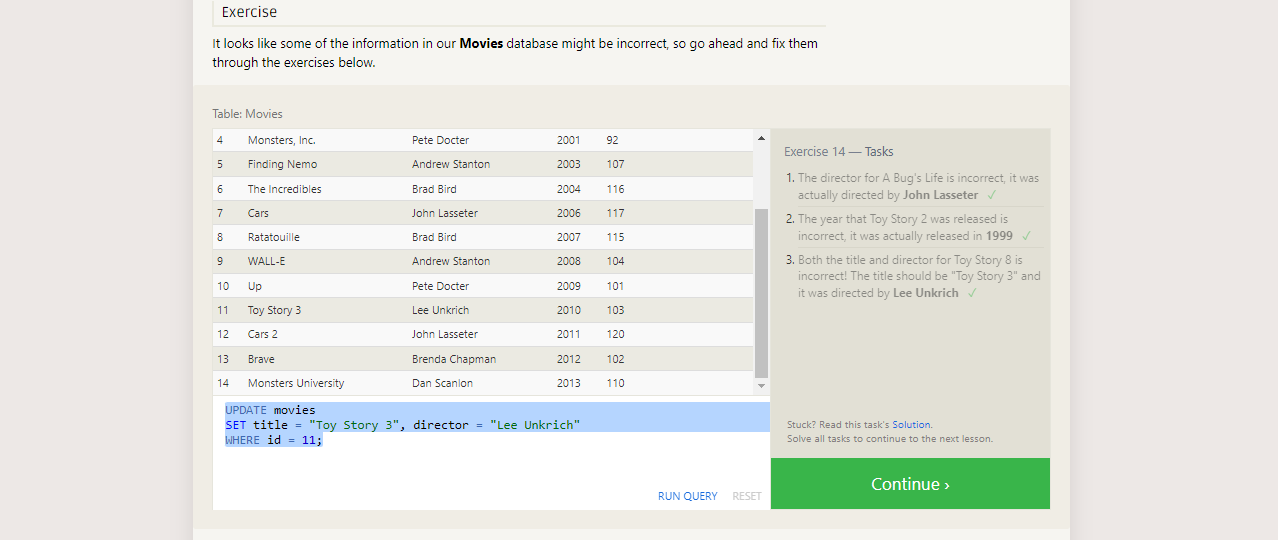 Exercise
It looks like some of the information in our Movies database might be incorrect, so go ahead and fix them
through the exercises below.
Table: Movies
4 Monsters, Inc. Pete Docter 2001 92
5 Finding Nemo Andrew Stanton 2003 107
6 The Incredibles Brad Bird 2004 116
7 Cars John Lasseter 2006 117
8 Ratatouille Brad Bird 2007 115
9 WALL-E Andrew Stanton 2008 104
10 Up Pete Docter 2009 101
11 Toy Story 3 Lee Unkrich 2010 103
12 Cars 2 John Lasseter 2011 120
13 Brave Brenda Chapman 2012 102
14 Monsters University Dan Scanlon 2013 110
UPDATE movies
SET title = "Toy Story 3", director = "Lee Unkrich"
WHERE id = 11;
RUN QUERY RESET
Exercise 14 — Tasks
1. The director for A Bug's Life is incorrect, it was
actually directed by John Lasseter ✓
2. The year that Toy Story 2 was released is
incorrect, it was actually released in 1999 ✓
3. Both the title and director for Toy Story 8 is
incorrect! The title should be "Toy Story 3" and
it was directed by Lee Unkrich ✓
Stuck? Read this task's Solution.
Solve all tasks to continue to the next lesson.
Continue ›